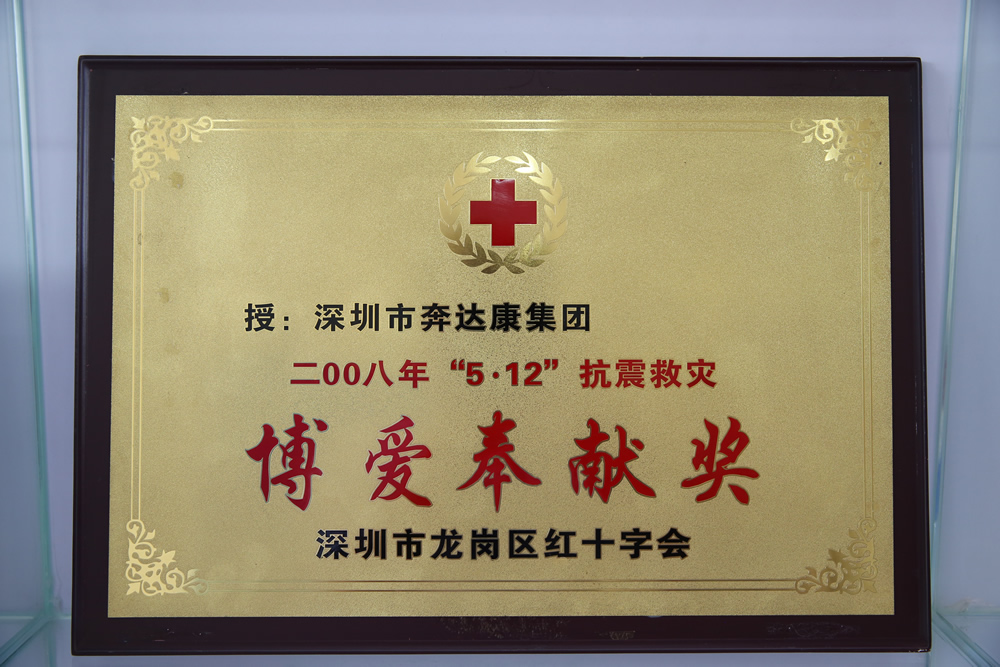 授：深圳市奔达康集团
二00八年“5·12”抗震救灾
博爱奉献奖
深圳市龙岗区红十字会